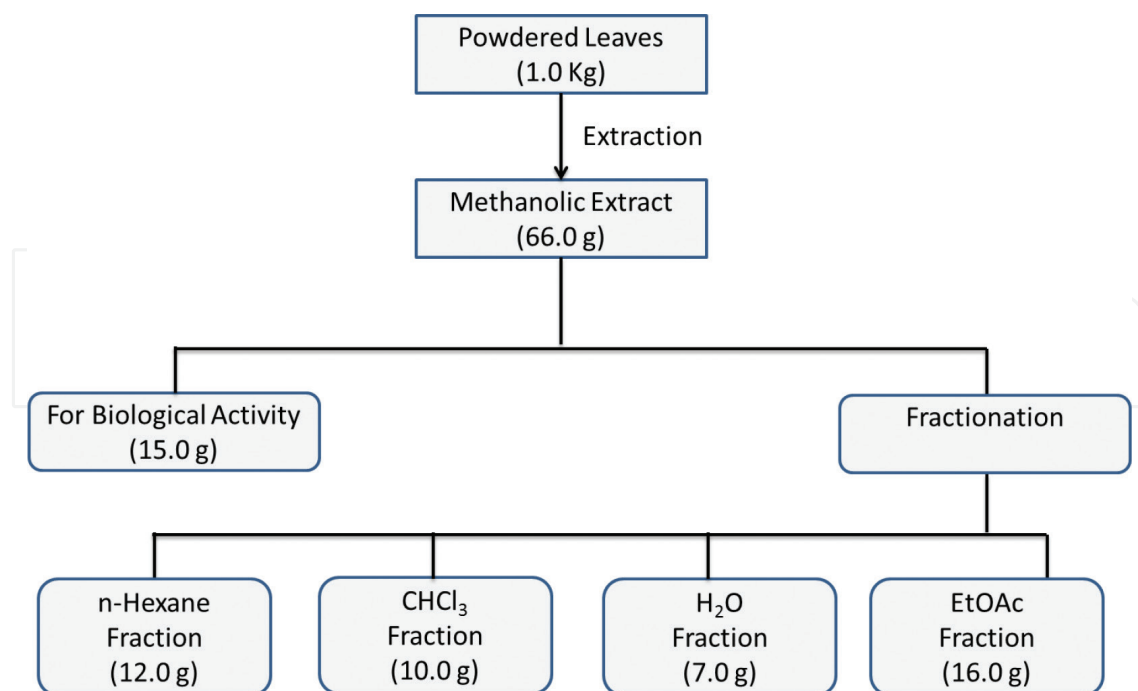 Powdered Leaves
(1.0 Kg)
Extraction
Methanolic Extract
(66.0 g)
For Biological Activity
(15.0 g)
Fractionation
n-Hexane
Fraction
(12.0 g)
CHCl₃
Fraction
(10.0 g)
H₂O
Fraction
(7.0 g)
EtOAc
Fraction
(16.0 g)